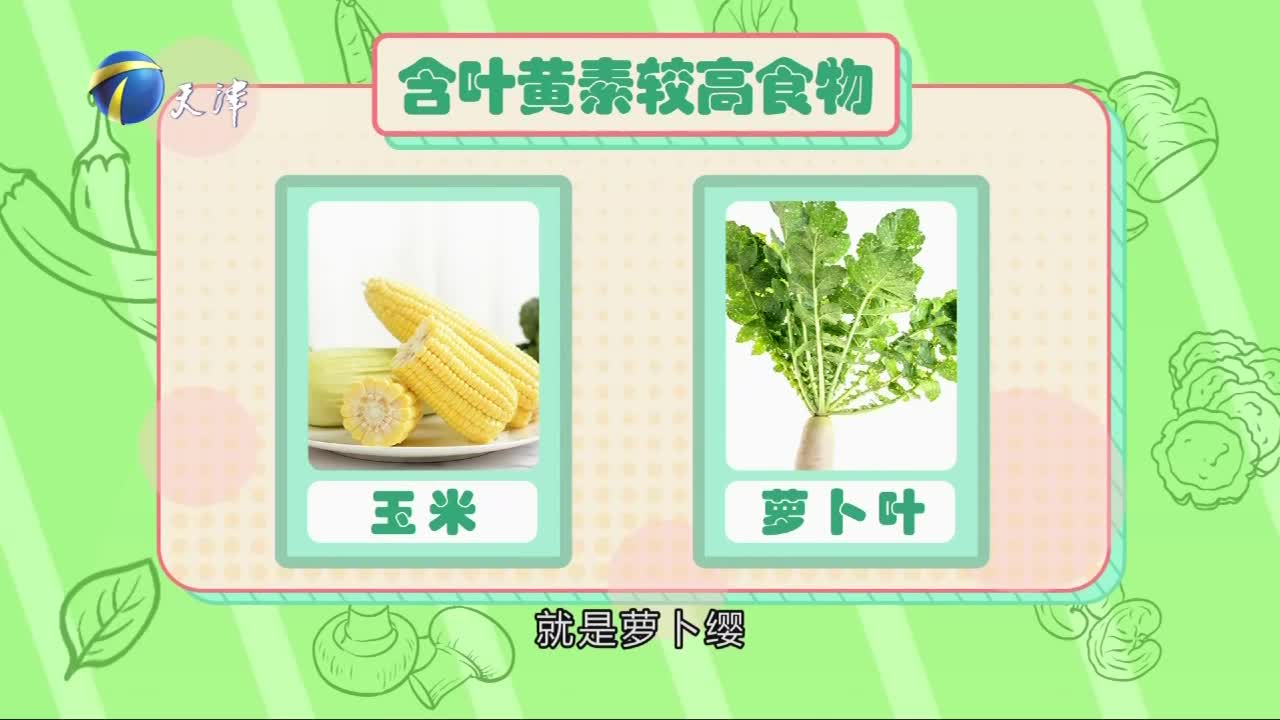 天津
含叶黄素较高食物
玉米
萝卜叶
就是萝卜缨